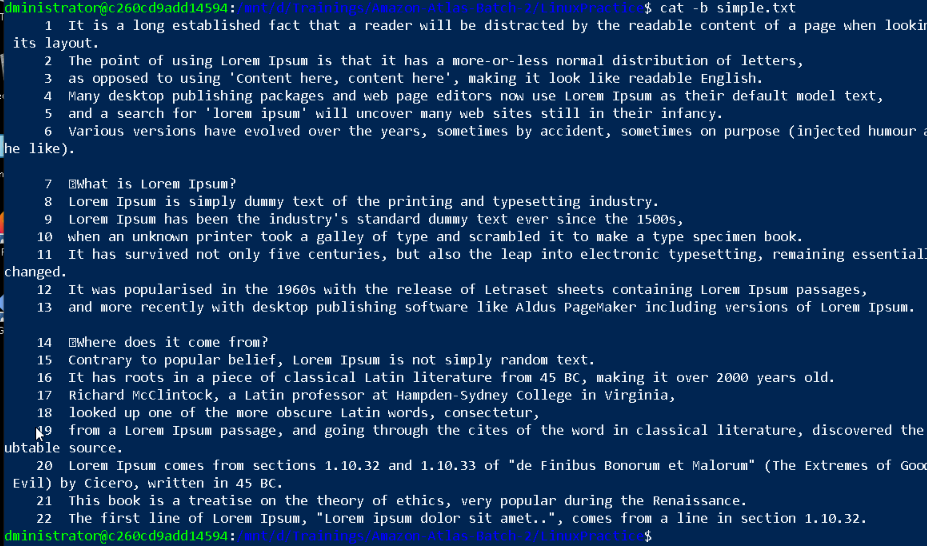 dministrator@c260cd9add14594:/mnt/d/Trainings/Amazon-Atlas-Batch-2/LinuxPractice$ cat -b simple.txt
1 It is a long established fact that a reader will be distracted by the readable content of a page when lookin
its layout.
2 The point of using Lorem Ipsum is that it has a more-or-less normal distribution of letters,
3 as opposed to using 'Content here, content here', making it look like readable English.
4 Many desktop publishing packages and web page editors now use Lorem Ipsum as their default model text,
5 and a search for 'lorem ipsum' will uncover many web sites still in their infancy.
6 Various versions have evolved over the years, sometimes by accident, sometimes on purpose (injected humour a
he like).
7 What is Lorem Ipsum?
8 Lorem Ipsum is simply dummy text of the printing and typesetting industry.
9 Lorem Ipsum has been the industry's standard dummy text ever since the 1500s,
10 when an unknown printer took a galley of type and scrambled it to make a type specimen book.
11 It has survived not only five centuries, but also the leap into electronic typesetting, remaining essentiall
changed.
12 It was popularised in the 1960s with the release of Letraset sheets containing Lorem Ipsum passages,
13 and more recently with desktop publishing software like Aldus PageMaker including versions of Lorem Ipsum.
14 Where does it come from?
15 Contrary to popular belief, Lorem Ipsum is not simply random text.
16 It has roots in a piece of classical Latin literature from 45 BC, making it over 2000 years old.
17 Richard McClintock, a Latin professor at Hampden-Sydney College in Virginia,
18 looked up one of the more obscure Latin words, consectetur,
19 from a Lorem Ipsum passage, and going through the cites of the word in classical literature, discovered the
ubtable source.
20 Lorem Ipsum comes from sections 1.10.32 and 1.10.33 of "de Finibus Bonorum et Malorum" (The Extremes of Goo
Evil) by Cicero, written in 45 BC.
21 This book is a treatise on the theory of ethics, very popular during the Renaissance.
22 The first line of Lorem Ipsum, "Lorem ipsum dolor sit amet..", comes from a line in section 1.10.32.
dministrator@c260cd9add14594:/mnt/d/Trainings/Amazon-Atlas-Batch-2/LinuxPractice$